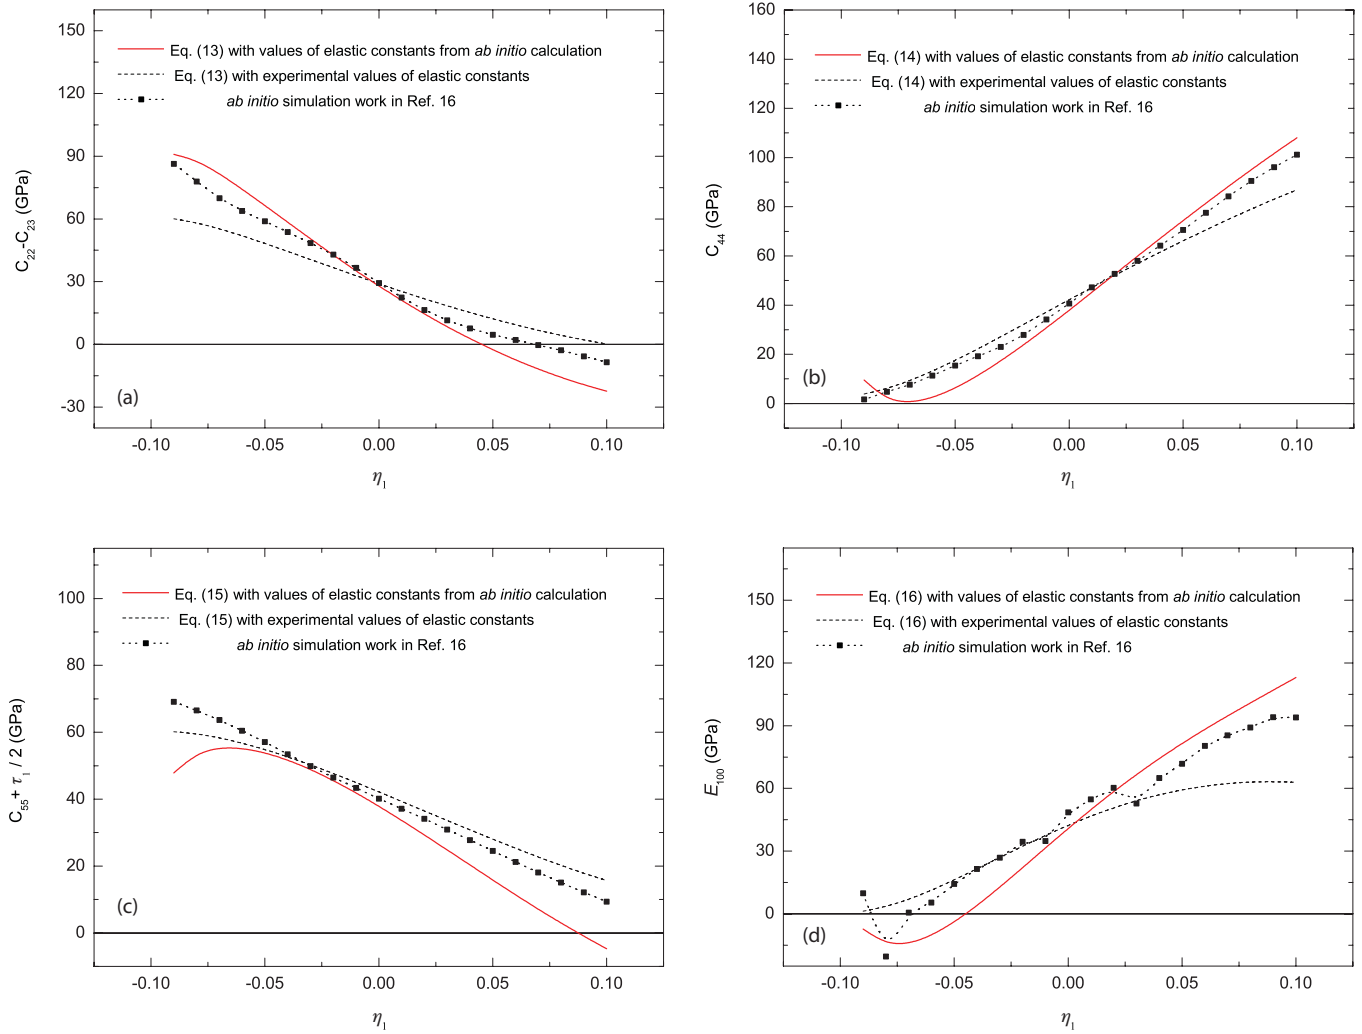 160
150
120
90
60
30
0
-30
C22-C23 (GPa)
Eq. (13) with values of elastic constants from ab initio calculation
Eq. (13) with experimental values of elastic constants
ab initio simulation work in Ref. 16
(a)
-0.10 -0.05 0.00 0.05 0.10
η1
160
140
120
100
80
60
40
20
0
C44 (GPa)
Eq. (14) with values of elastic constants from ab initio calculation
Eq. (14) with experimental values of elastic constants
ab initio simulation work in Ref. 16
(b)
-0.10 -0.05 0.00 0.05 0.10
η1
100
80
60
40
20
0
C55+ τ1 / 2 (GPa)
Eq. (15) with values of elastic constants from ab initio calculation
Eq. (15) with experimental values of elastic constants
ab initio simulation work in Ref. 16
(c)
-0.10 -0.05 0.00 0.05 0.10
η1
150
120
90
60
30
0
E100 (GPa)
Eq. (16) with values of elastic constants from ab initio calculation
Eq. (16) with experimental values of elastic constants
ab initio simulation work in Ref. 16
(d)
-0.10 -0.05 0.00 0.05 0.10
η1